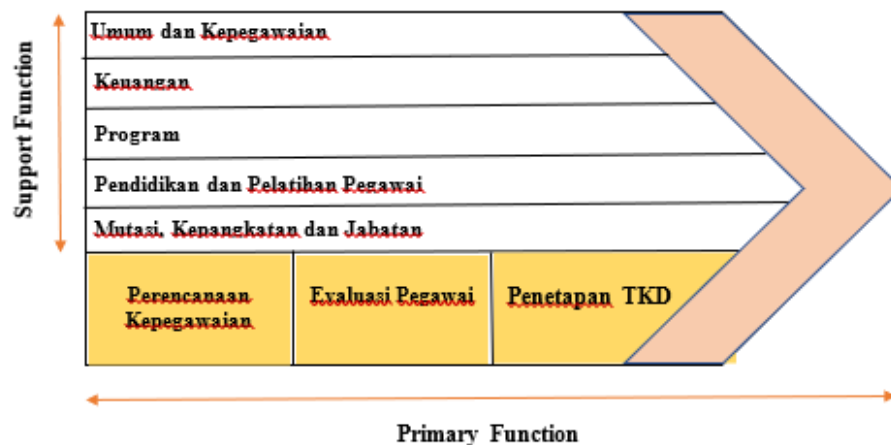 Umum dan Kepegawaian
Keuangan
Program
Pendidikan dan Pelatihan Pegawai
Mutasi, Kepangkatan dan Jabatan
Support Function
Perencanaan
Kepegawaian
Evaluasi Pegawai
Penetapan TKD
Primary Function